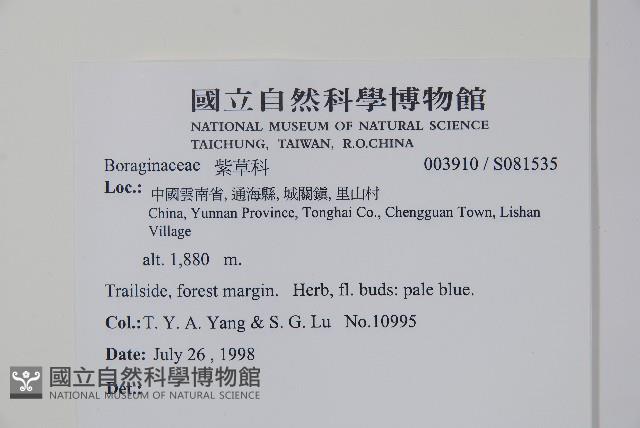 國立自然科學博物館
NATIONAL MUSEUM OF NATURAL SCIENCE
TAICHUNG, TAIWAN, R.O.CHINA
Boraginaceae 紫草科 003910 / S081535
Loc.: 中國雲南省, 通海縣, 城關鎮, 里山村
China, Yunnan Province, Tonghai Co., Chengguan Town, Lishan
Village
alt. 1,880 m.
Trailside, forest margin. Herb, fl. buds: pale blue.
Col.: T. Y. A. Yang & S. G. Lu No.10995
Date: July 26 , 1998
Det.:
國立自然科學博物館
NATIONAL MUSEUM OF NATURAL SCIENCE